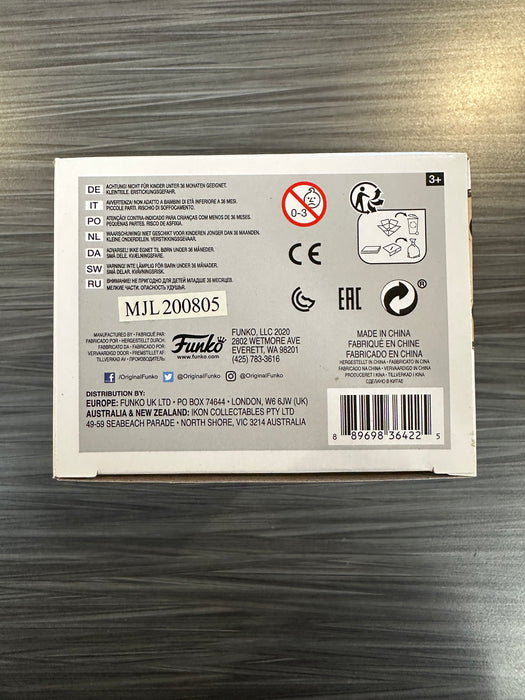 DE ACHTUNG! NICHT FÜR KINDER UNTER 36 MONATEN GEEIGNET.
KLEINTEILE. ERSTICKUNGSGEFAHR.
IT AVVERTENZA! NON ADATTO A BAMBINI DI ETÀ INFERIORE A 36 MESI.
PICCOLE PARTI. RISCHIO DI SOFFOCAMENTO.
PO ATENÇÃO! CONTRA-INDICADO PARA CRIANÇAS COM MENOS DE 36 MESES.
PEQUENAS PARTES. RISCO DE ASFIXIA.
NL WAARSCHUWING! NIET GESCHIKT VOOR KINDEREN JONGER DAN 36 MAANDEN.
KLEINE ONDERDELEN. VERSTIKKINGSGEVAAR.
DA ADVARSEL! IKKE EGNET TIL BØRN UNDER 36 MÅNEDER.
SMÅ DELE. KVÆLNINGSFARE.
SW VARNING! INTE LÄMPLIG FÖR BARN UNDER 36 MÅNADER.
SMÅ DELAR. KVÄVNINGSRISK.
RU ВНИМАНИЕ! НЕ ПРИГОДНО ДЛЯ ДЕТЕЙ МЛАДШЕ 36 МЕСЯЦЕВ.
МЕЛКИЕ ЧАСТИ. ОПАСНОСТЬ УДУШЬЯ.
0-3
3+
CE
EAC
®
MJL 200805
MANUFACTURED BY • FABRIQUÉ PAR:
FABRICADO POR • HERGESTELLT DURCH:
FABBRICATO DA • FABRICADO POR:
VERVAARDIGD DOOR • FREMSTILLET AF:
TILLVERKAD AV • ПРОИЗВОДИТЕЛЬ:
Funko
www.funko.com
FUNKO, LLC 2020
2802 WETMORE AVE
EVERETT, WA 98201
(425) 783-3616
/OriginalFunko @OriginalFunko @OriginalFunko
MADE IN CHINA
FABRIQUÉ EN CHINE
FABRICADO EN CHINA
HERGESTELLT IN CHINA • FABBRICATO IN CINA
FABRICADO NA CHINA • VERVAARDIGD IN CHINA
PRODUCERET I KINA • TILLVERKAD I KINA
СДЕЛАНО В КИТАЕ
DISTRIBUTION BY:
EUROPE: FUNKO UK LTD • PO BOX 74644 • LONDON, W6 6JW (UK)
AUSTRALIA & NEW ZEALAND: IKON COLLECTABLES PTY LTD
49-59 SEABEACH PARADE • NORTH SHORE, VIC 3214 AUSTRALIA
8 89698 36422 5